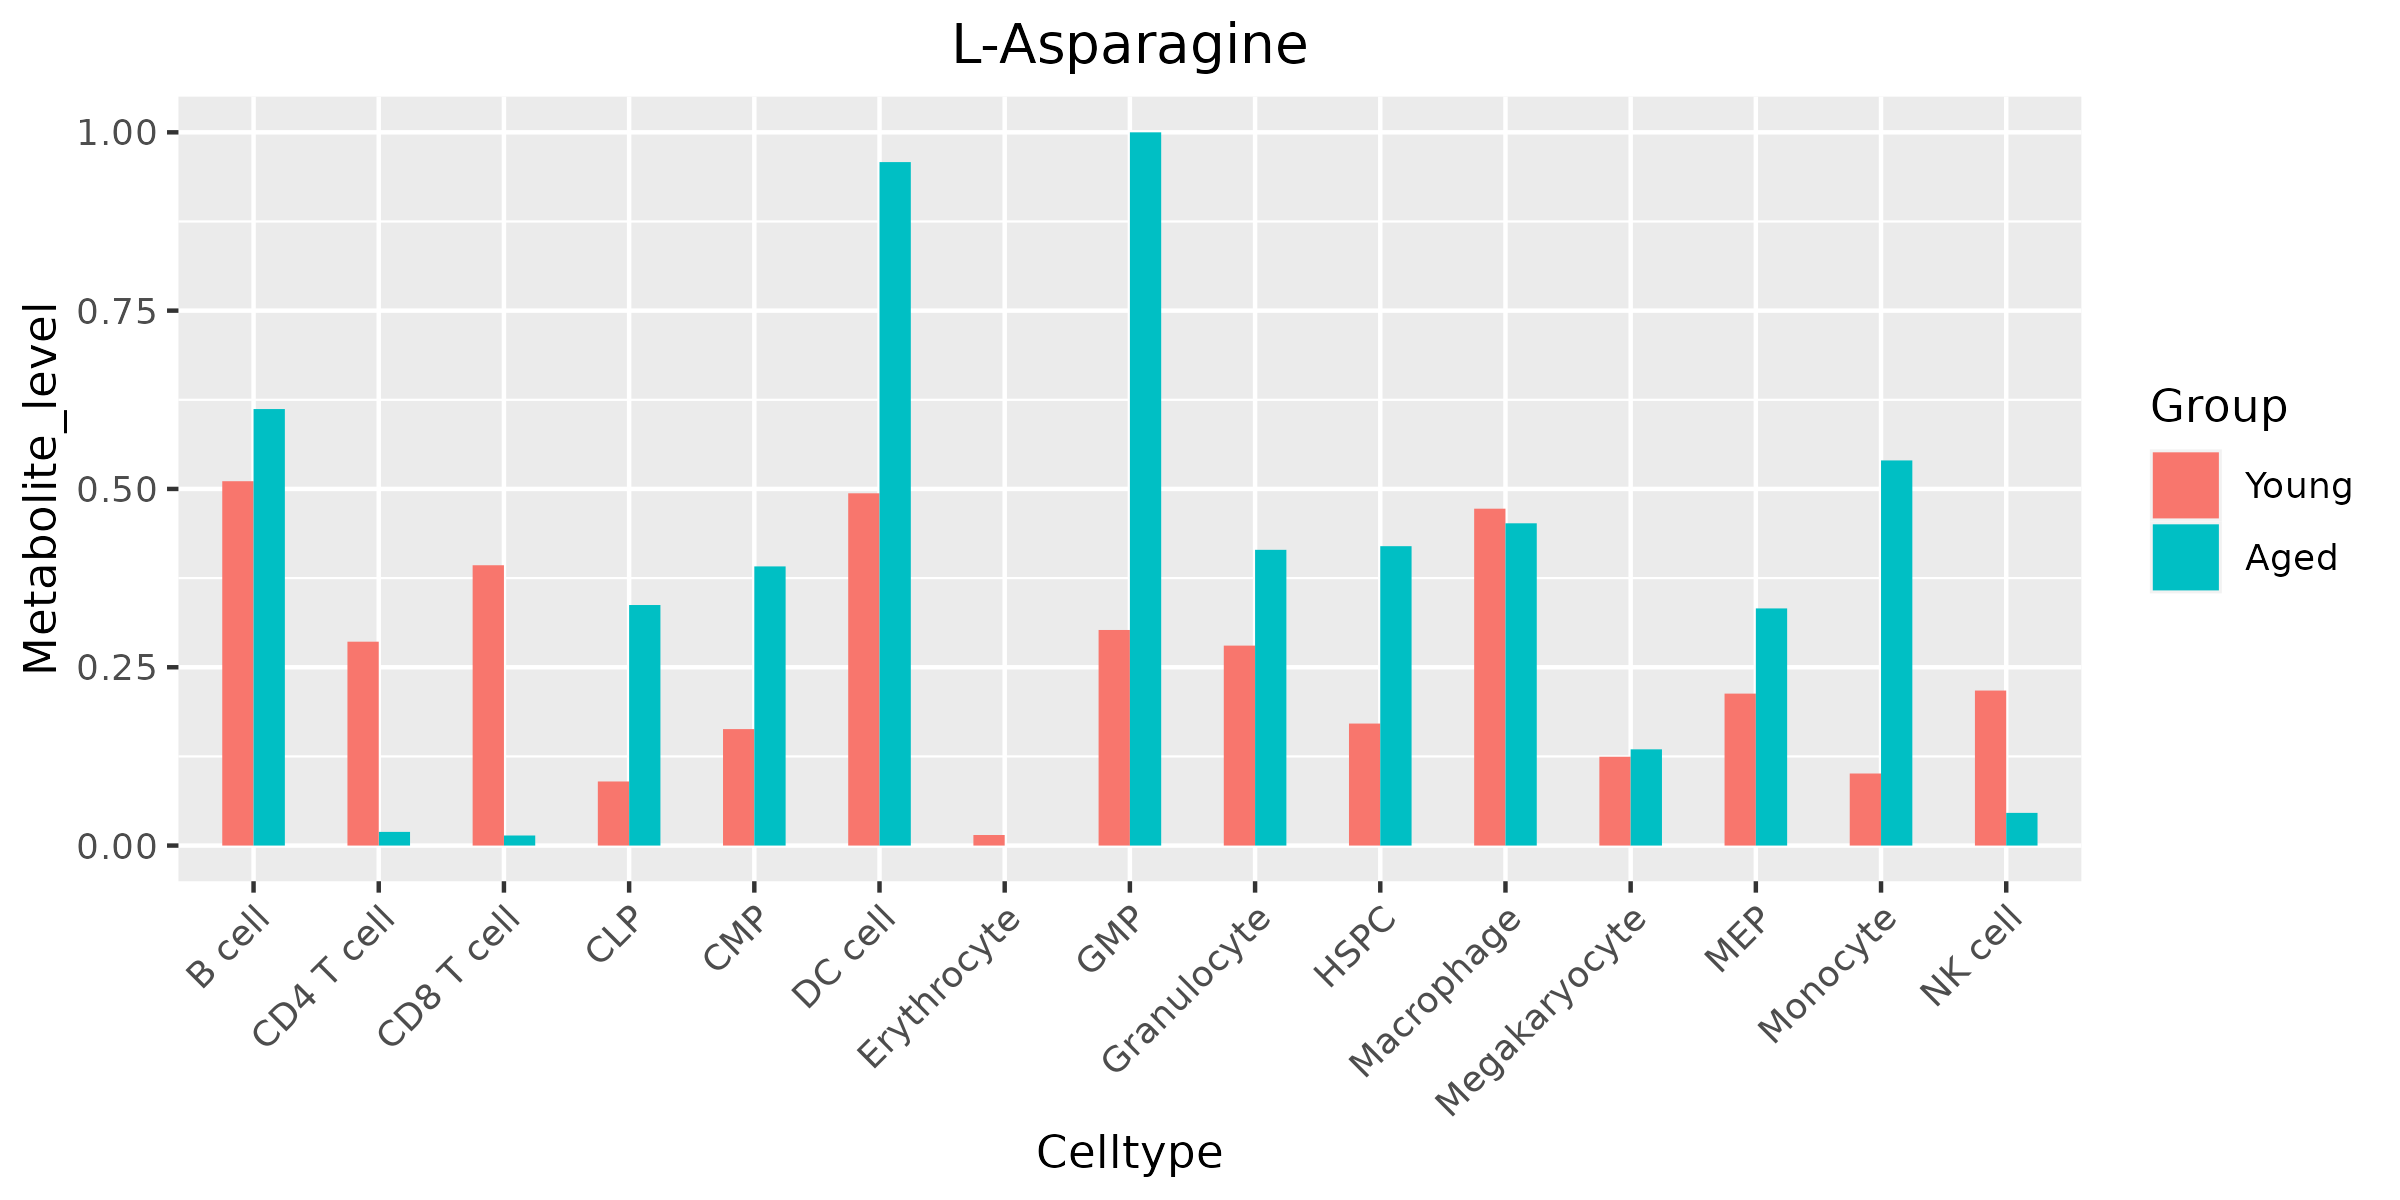 L-Asparagine
Metabolite_level
1.00
0.75
0.50
0.25
0.00
B cell
CD4 T cell
CD8 T cell
CLP
CMP
DC cell
Erythrocyte
GMP
Granulocyte
HSPC
Macrophage
Megakaryocyte
MEP
Monocyte
NK cell
Celltype
Group
Young
Aged